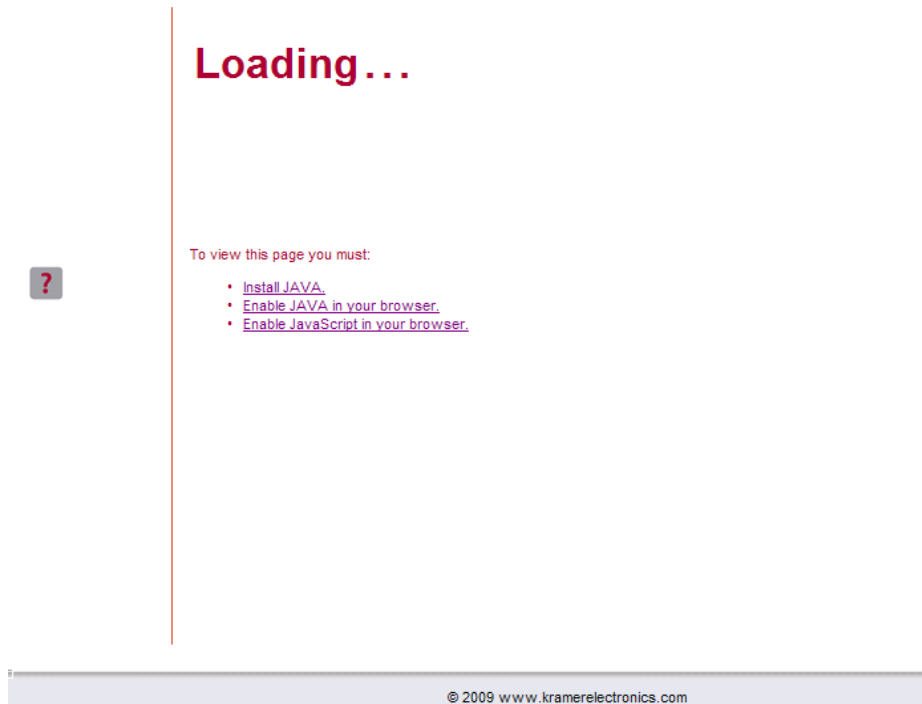 Loading...
To view this page you must:
?
• Install JAVA.
• Enable JAVA in your browser.
• Enable JavaScript in your browser.
© 2009 www.kramerelectronics.com